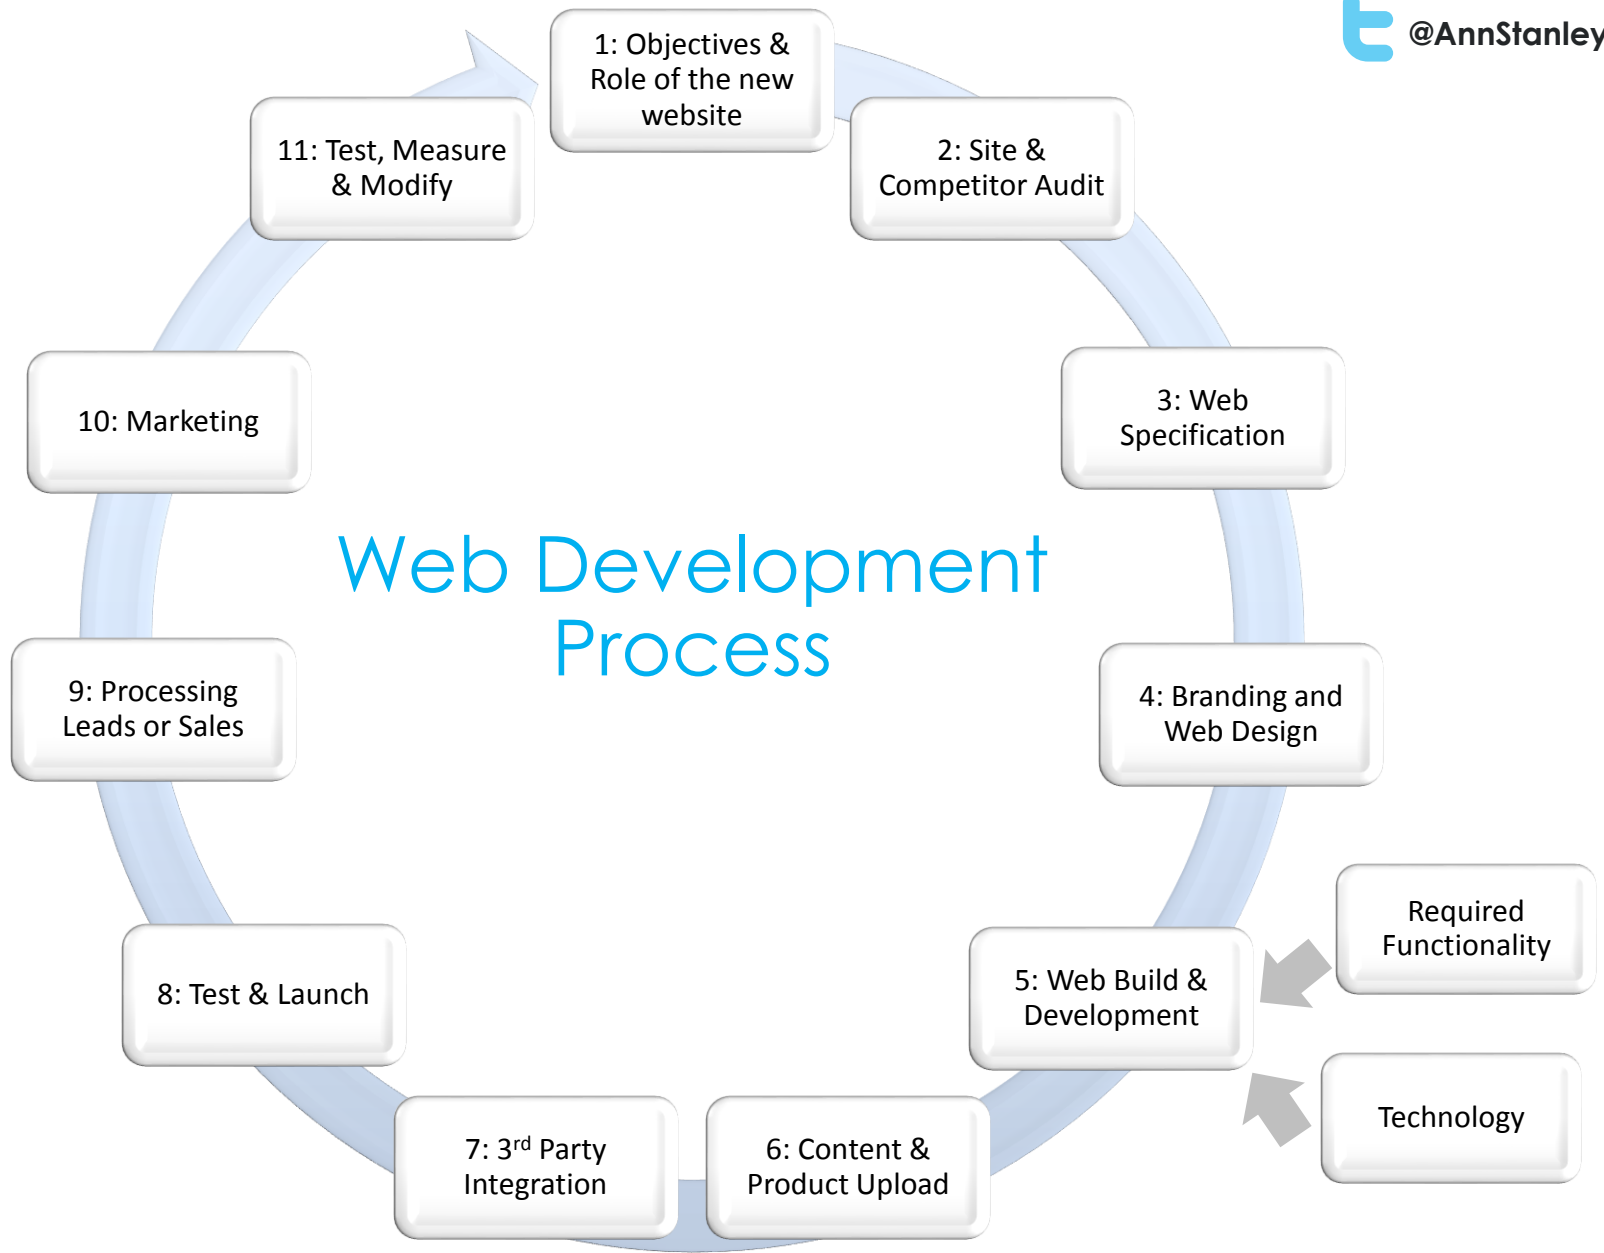 @AnnStanley
1: Objectives &
Role of the new
website
2: Site &
Competitor Audit
3: Web
Specification
4: Branding and
Web Design
5: Web Build &
Development
Required
Functionality
Technology
6: Content &
Product Upload
7: 3rd Party
Integration
8: Test & Launch
9: Processing
Leads or Sales
10: Marketing
11: Test, Measure
& Modify
Web Development
Process